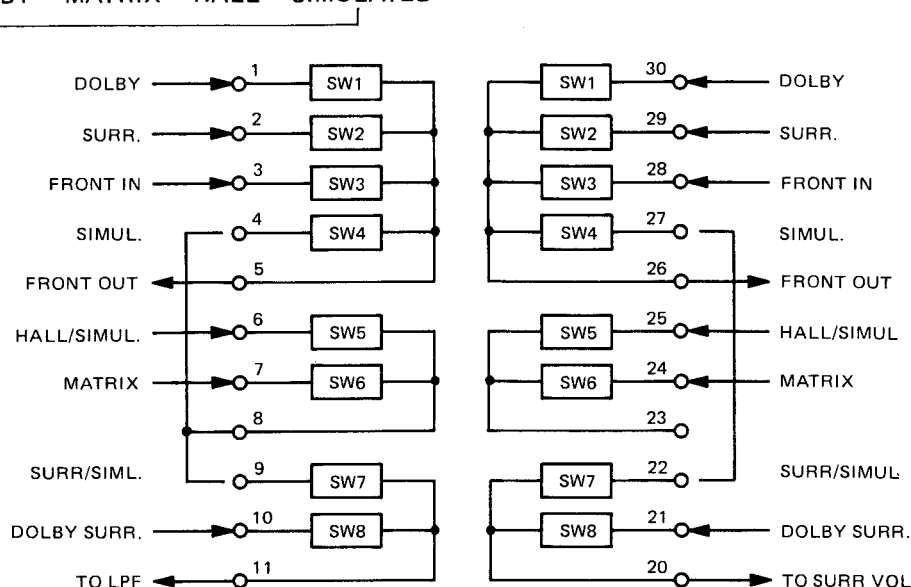 MATRIX HALL SIMULATED
DOLBY 1 SW1 SW1 30 DOLBY
SURR. 2 SW2 SW2 29 SURR.
FRONT IN 3 SW3 SW3 28 FRONT IN
SIMUL. 4 SW4 SW4 27 SIMUL.
FRONT OUT 5 26 FRONT OUT
HALL/SIMUL. 6 SW5 SW5 25 HALL/SIMUL
MATRIX 7 SW6 SW6 24 MATRIX
8 23
SURR/SIML. 9 SW7 SW7 22 SURR/SIMUL
DOLBY SURR. 10 SW8 SW8 21 DOLBY SURR.
TO LPF 11 20 TO SURR VOL